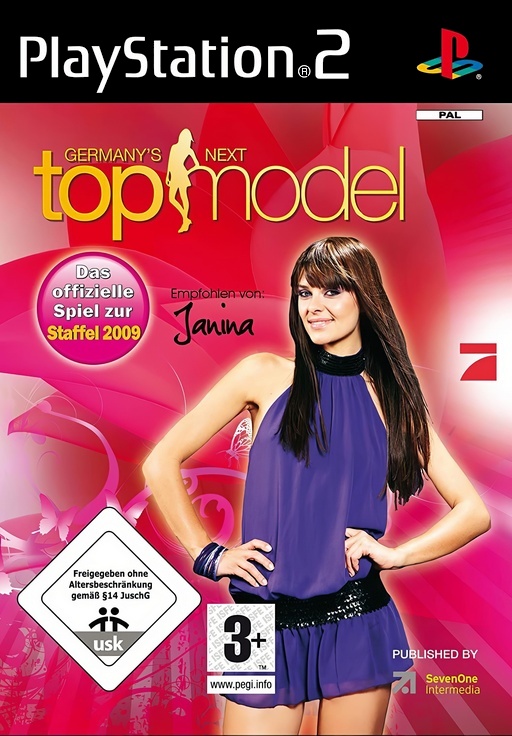 PlayStation®2
PAL
GERMANY'S NEXT
topmodel
Das
offizielle
Spiel zur
Staffel 2009
Empfohlen von:
Janina
Freigegeben ohne
Altersbeschränkung
gemäß §14 JuschG
usk
3+
TM
www.pegi.info
PUBLISHED BY
SevenOne
Intermedia